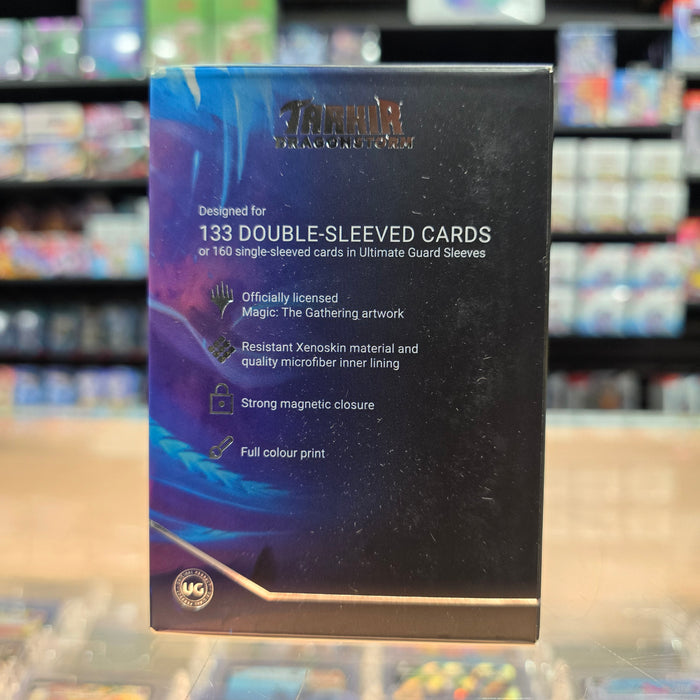 TARKIR
DRAGONSTORM
Designed for
133 DOUBLE-SLEEVED CARDS
or 160 single-sleeved cards in Ultimate Guard Sleeves
Officially licensed
Magic: The Gathering artwork
Resistant Xenoskin material and
quality microfiber inner lining
Strong magnetic closure
Full colour print
UG